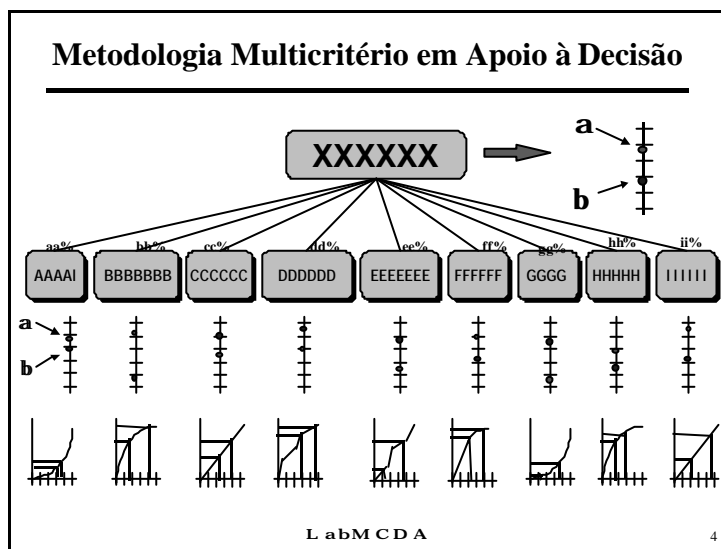 Metodologia Multicritério em Apoio à Decisão
XXXXXX
a
b
aa% bb% cc% dd% ee% ff% gg% hh% ii%
AAAAI BBBBBBB CCCCCC DDDDDD EEEEEEE FFFFFF GGGG HHHHH IIIIII
a
b
LabMCDA
4